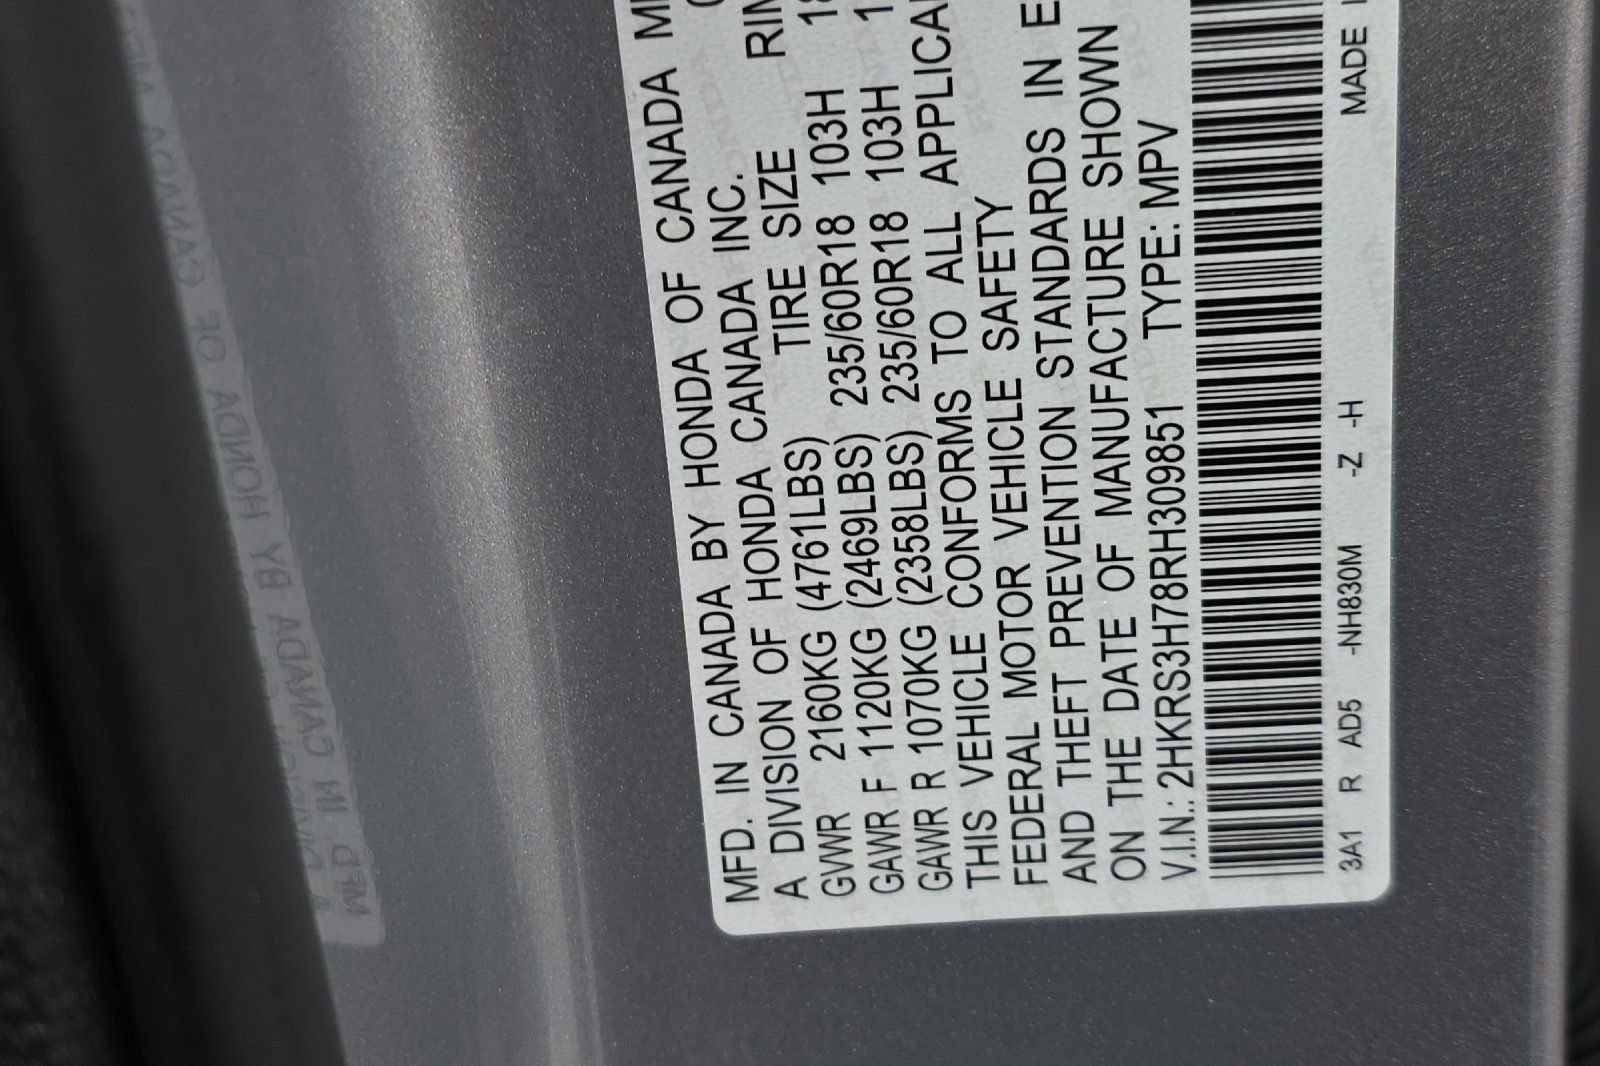 MFD. IN CANADA BY HONDA OF CANADA
A DIVISION OF HONDA CANADA INC.
TIRE SIZE
GVWR 2160KG (4761LBS) 235/60R18 103H
GAWR F 1120KG (2469LBS) 235/60R18 103H
GAWR R 1070KG (2358LBS)
THIS VEHICLE CONFORMS TO ALL
FEDERAL MOTOR VEHICLE SAFETY
AND THEFT PREVENTION STANDARDS IN
ON THE DATE OF MANUFACTURE SHOWN
V.I.N.: 2HKRS3H78RH309851 TYPE: MPV
3A1 R AD5 -NH830M -Z -H MADE